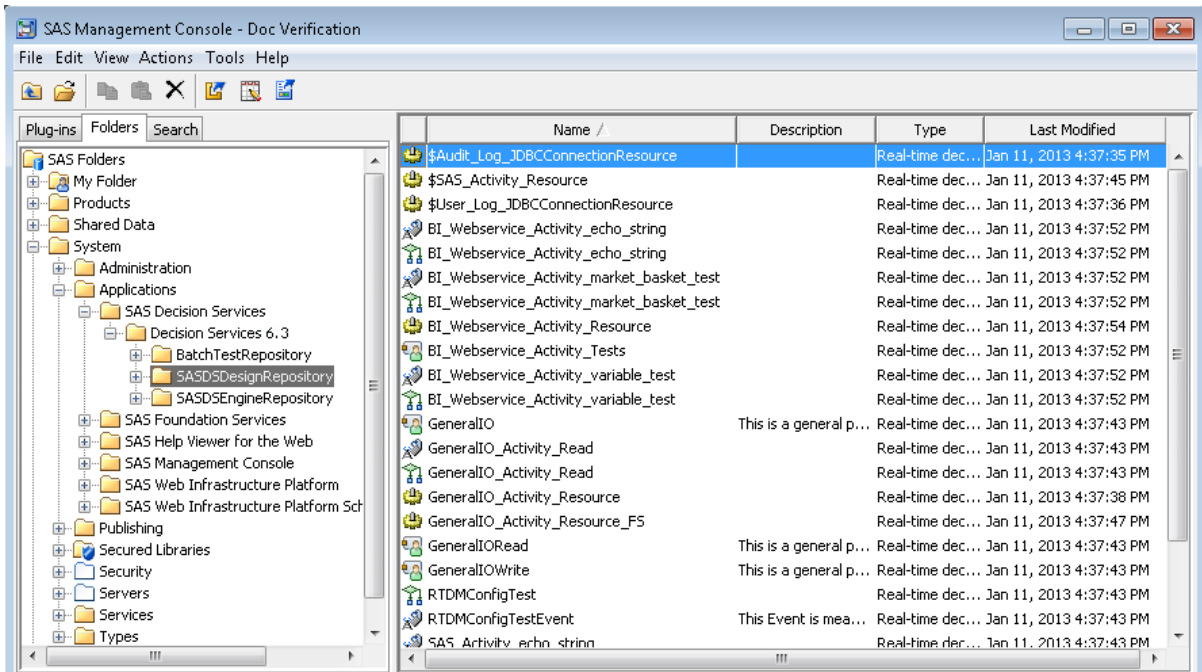 SAS Management Console - Doc Verification
File Edit View Actions Tools Help
Plug-ins Folders Search
SAS Folders
My Folder
Products
Shared Data
System
Administration
Applications
SAS Decision Services
Decision Services 6.3
BatchTestRepository
SASDSDesignRepository
SASDSEngineRepository
SAS Foundation Services
SAS Help Viewer for the Web
SAS Management Console
SAS Web Infrastructure Platform
SAS Web Infrastructure Platform Sch
Publishing
Secured Libraries
Security
Servers
Services
Types
Name Description Type Last Modified
$Audit_Log_JDBCConnectionResource Real-time dec... Jan 11, 2013 4:37:35 PM
$SAS_Activity_Resource Real-time dec... Jan 11, 2013 4:37:45 PM
$User_Log_JDBCConnectionResource Real-time dec... Jan 11, 2013 4:37:36 PM
BI_Webservice_Activity_echo_string Real-time dec... Jan 11, 2013 4:37:52 PM
BI_Webservice_Activity_echo_string Real-time dec... Jan 11, 2013 4:37:52 PM
BI_Webservice_Activity_market_basket_test Real-time dec... Jan 11, 2013 4:37:52 PM
BI_Webservice_Activity_market_basket_test Real-time dec... Jan 11, 2013 4:37:52 PM
BI_Webservice_Activity_Resource Real-time dec... Jan 11, 2013 4:37:54 PM
BI_Webservice_Activity_Tests Real-time dec... Jan 11, 2013 4:37:52 PM
BI_Webservice_Activity_variable_test Real-time dec... Jan 11, 2013 4:37:52 PM
BI_Webservice_Activity_variable_test Real-time dec... Jan 11, 2013 4:37:52 PM
GeneralIO This is a general p... Real-time dec... Jan 11, 2013 4:37:43 PM
GeneralIO_Activity_Read Real-time dec... Jan 11, 2013 4:37:43 PM
GeneralIO_Activity_Read Real-time dec... Jan 11, 2013 4:37:43 PM
GeneralIO_Activity_Resource Real-time dec... Jan 11, 2013 4:37:38 PM
GeneralIO_Activity_Resource_FS Real-time dec... Jan 11, 2013 4:37:47 PM
GeneralIORead This is a general p... Real-time dec... Jan 11, 2013 4:37:43 PM
GeneralIOWrite This is a general p... Real-time dec... Jan 11, 2013 4:37:43 PM
RTDMConfigTest Real-time dec... Jan 11, 2013 4:37:43 PM
RTDMConfigTestEvent This Event is mea... Real-time dec... Jan 11, 2013 4:37:43 PM
SAS_Activity_echo_string Real-time dec... Jan 11, 2013 4:37:43 PM